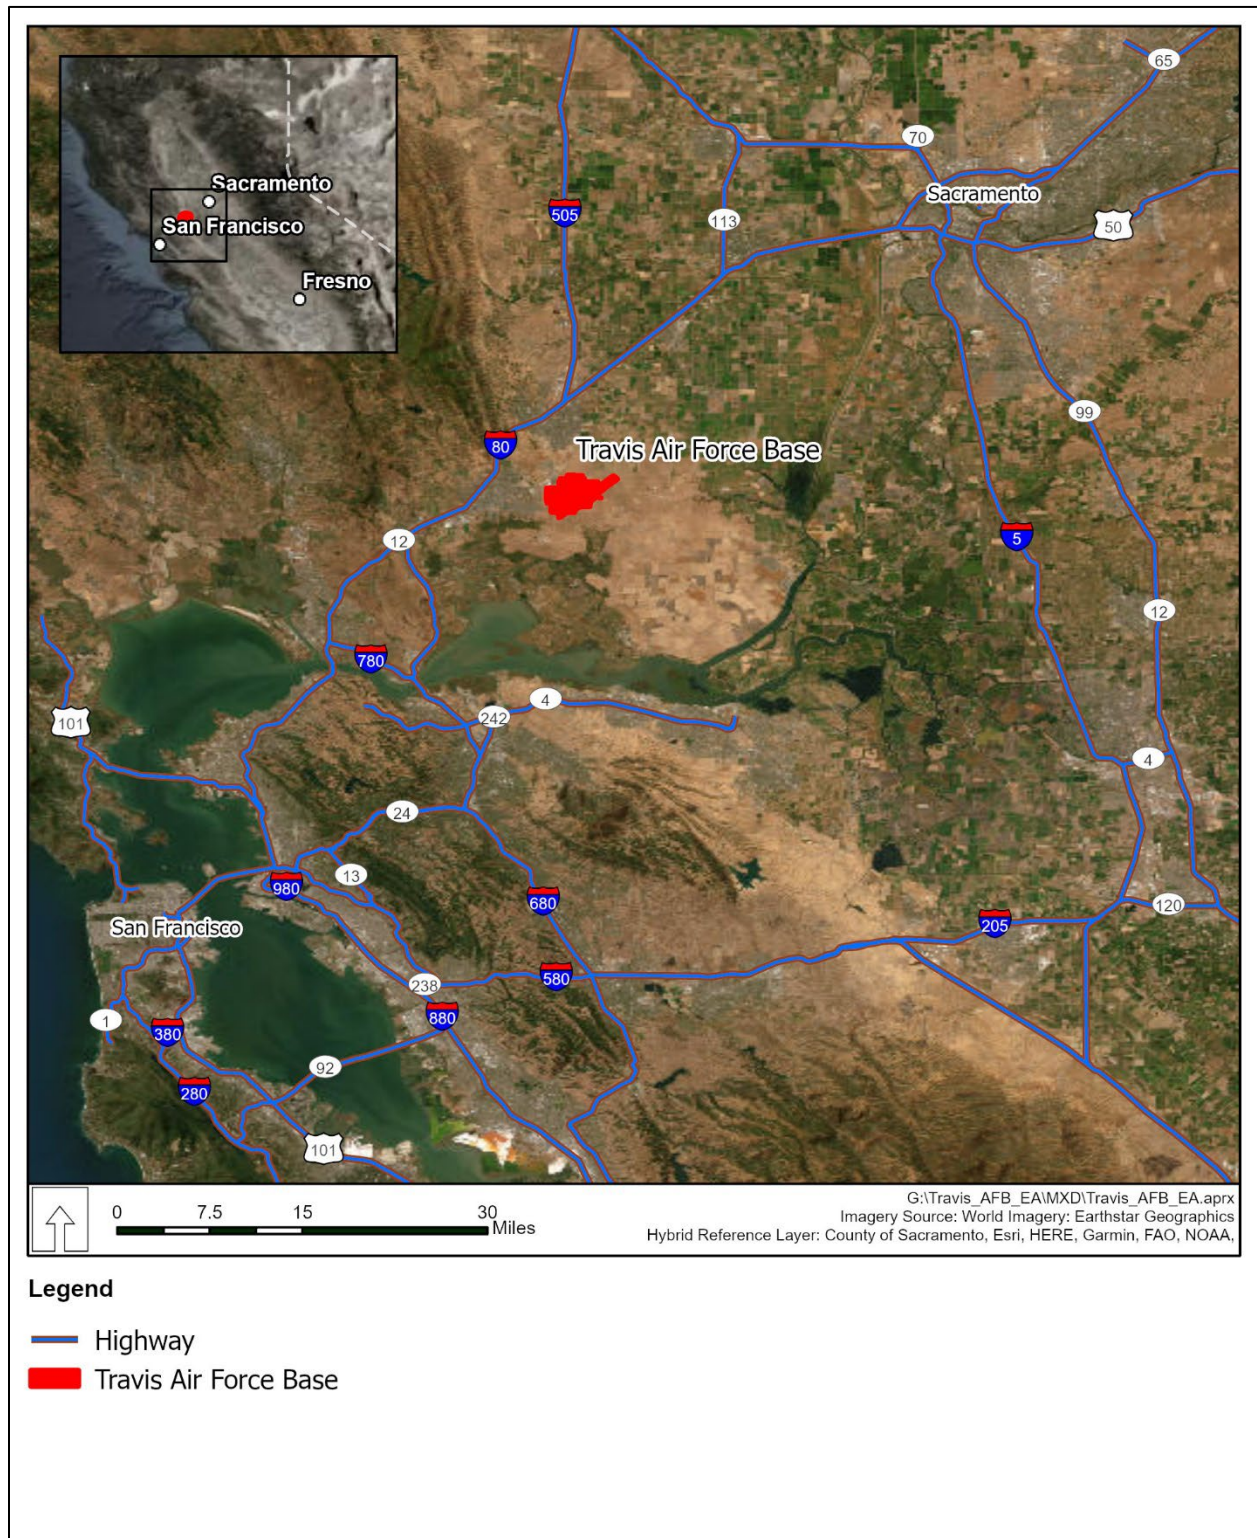 Sacramento
San Francisco
Fresno
65
70
Sacramento
505
113
50
99
80
Travis Air Force Base
12
5
12
780
101
242
4
4
24
13
980
680
120
San Francisco
205
580
238
1
380
880
92
280
101
0 7.5 15 30
Miles
G:\Travis_AFB_EA\MXD\Travis_AFB_EA.aprx
Imagery Source: World Imagery: Earthstar Geographics
Hybrid Reference Layer: County of Sacramento, Esri, HERE, Garmin, FAO, NOAA,
Legend
Highway
Travis Air Force Base